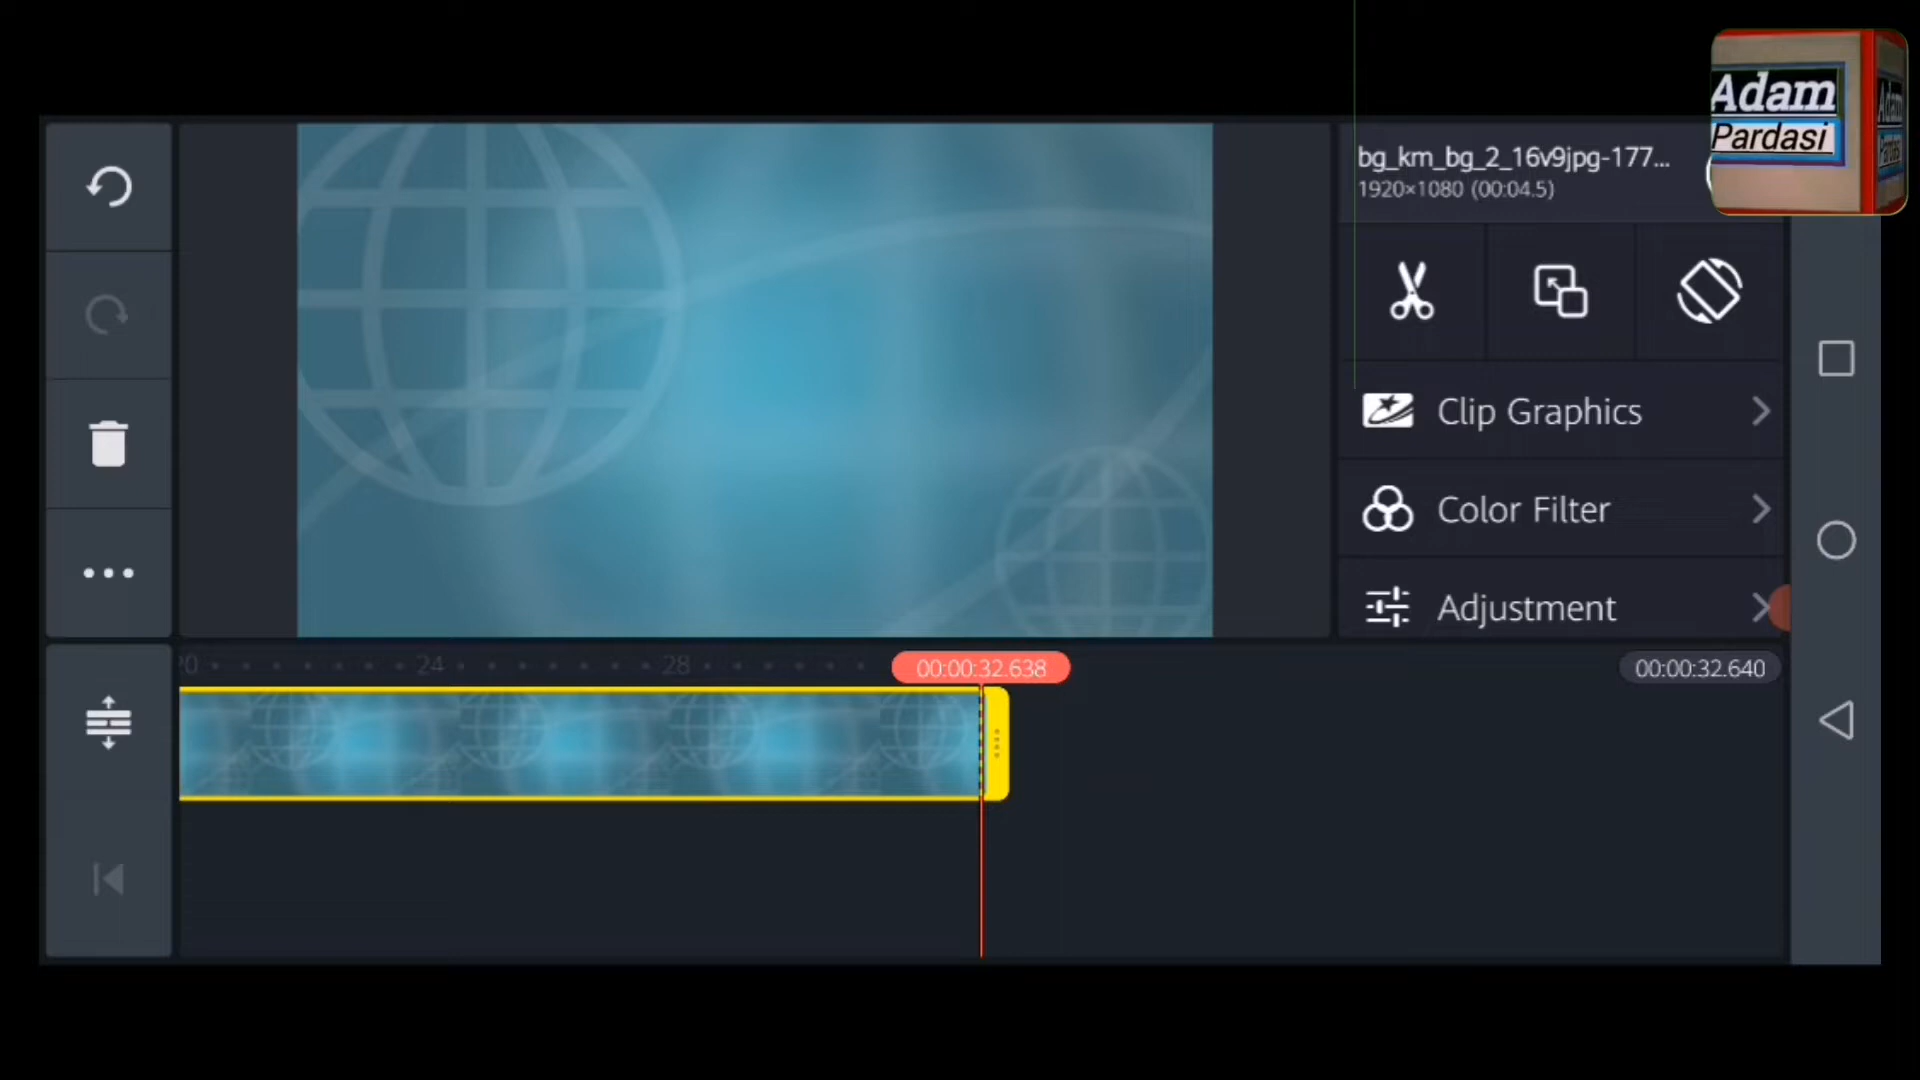 Adam
Pardasi
bg_km_bg_2_16v9jpg-177...
1920×1080 (00:04.5)
Clip Graphics
Color Filter
Adjustment
24
28
00:00:32.638
00:00:32.640